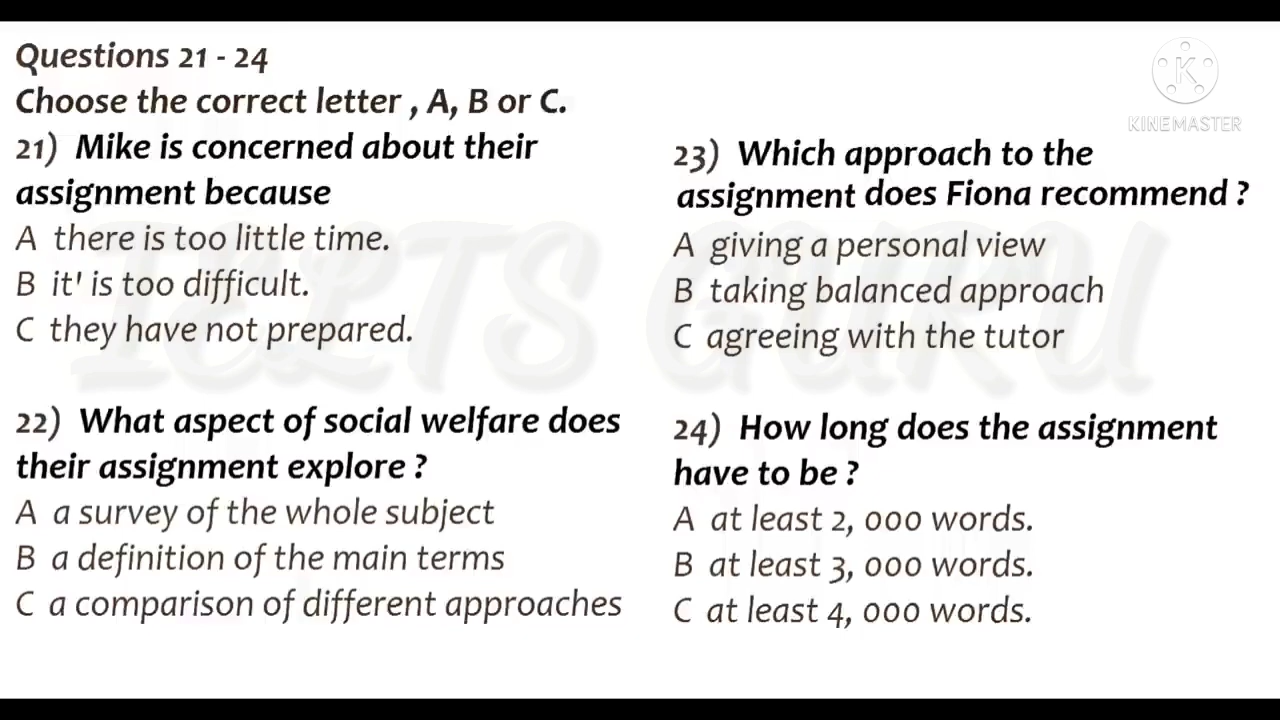 Questions 21 - 24
Choose the correct letter , A, B or C.
21) Mike is concerned about their
assignment because
A there is too little time.
B it' is too difficult.
C they have not prepared.
22) What aspect of social welfare does
their assignment explore ?
A a survey of the whole subject
B a definition of the main terms
C a comparison of different approaches
23) Which approach to the
assignment does Fiona recommend ?
A giving a personal view
B taking balanced approach
C agreeing with the tutor
24) How long does the assignment
have to be ?
A at least 2, 000 words.
B at least 3, 000 words.
C at least 4, 000 words.
IELTS GURU
K
KINEMASTER